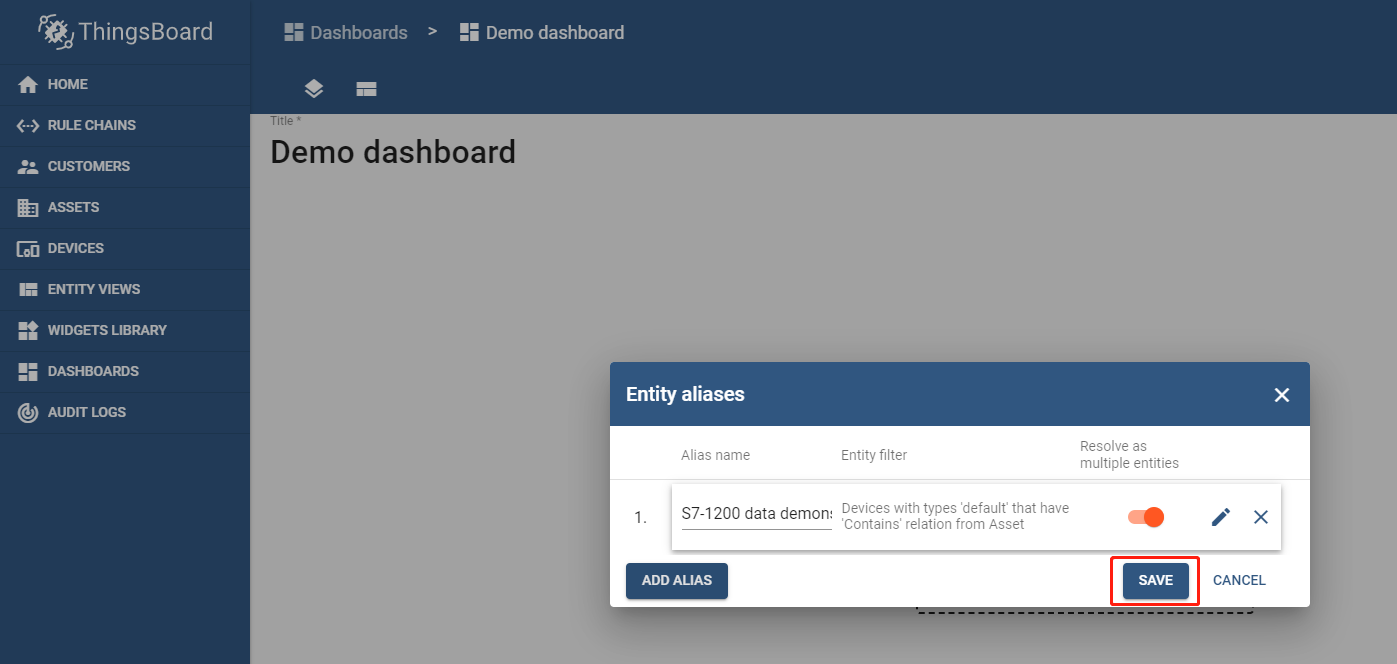 ThingsBoard
Dashboards > Demo dashboard
HOME
RULE CHAINS
CUSTOMERS
ASSETS
DEVICES
ENTITY VIEWS
WIDGETS LIBRARY
DASHBOARDS
AUDIT LOGS
Title *
Demo dashboard
Entity aliases
Alias name
Entity filter
Resolve as
multiple entities
1.
S7-1200 data demons
Devices with types 'default' that have
'Contains' relation from Asset
ADD ALIAS
SAVE
CANCEL